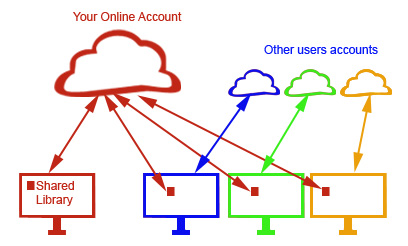 Your Online Account
Other users accounts
Shared
Library